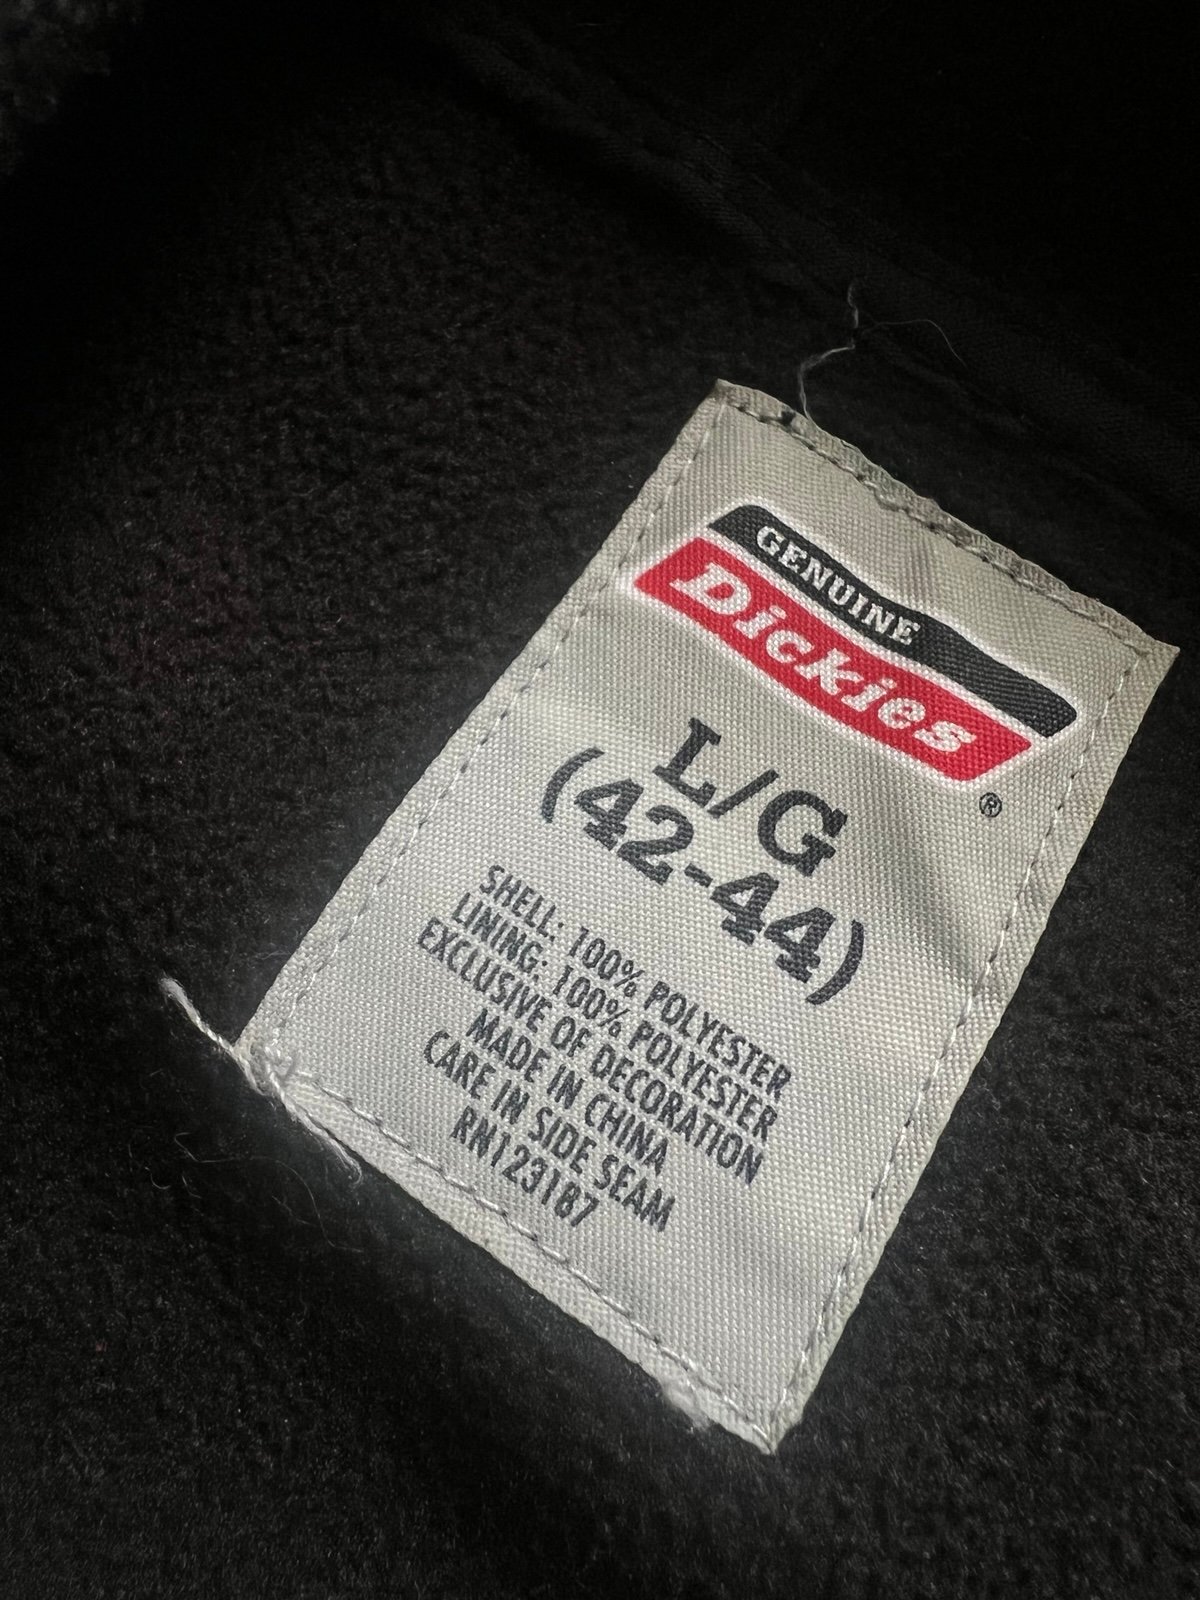 GENUINE
Dickies
®
L/G
(42-44)
SHELL: 100% POLYESTER
LINING: 100% POLYESTER
EXCLUSIVE OF DECORATION
MADE IN CHINA
CARE IN SIDE SEAM
RN123187